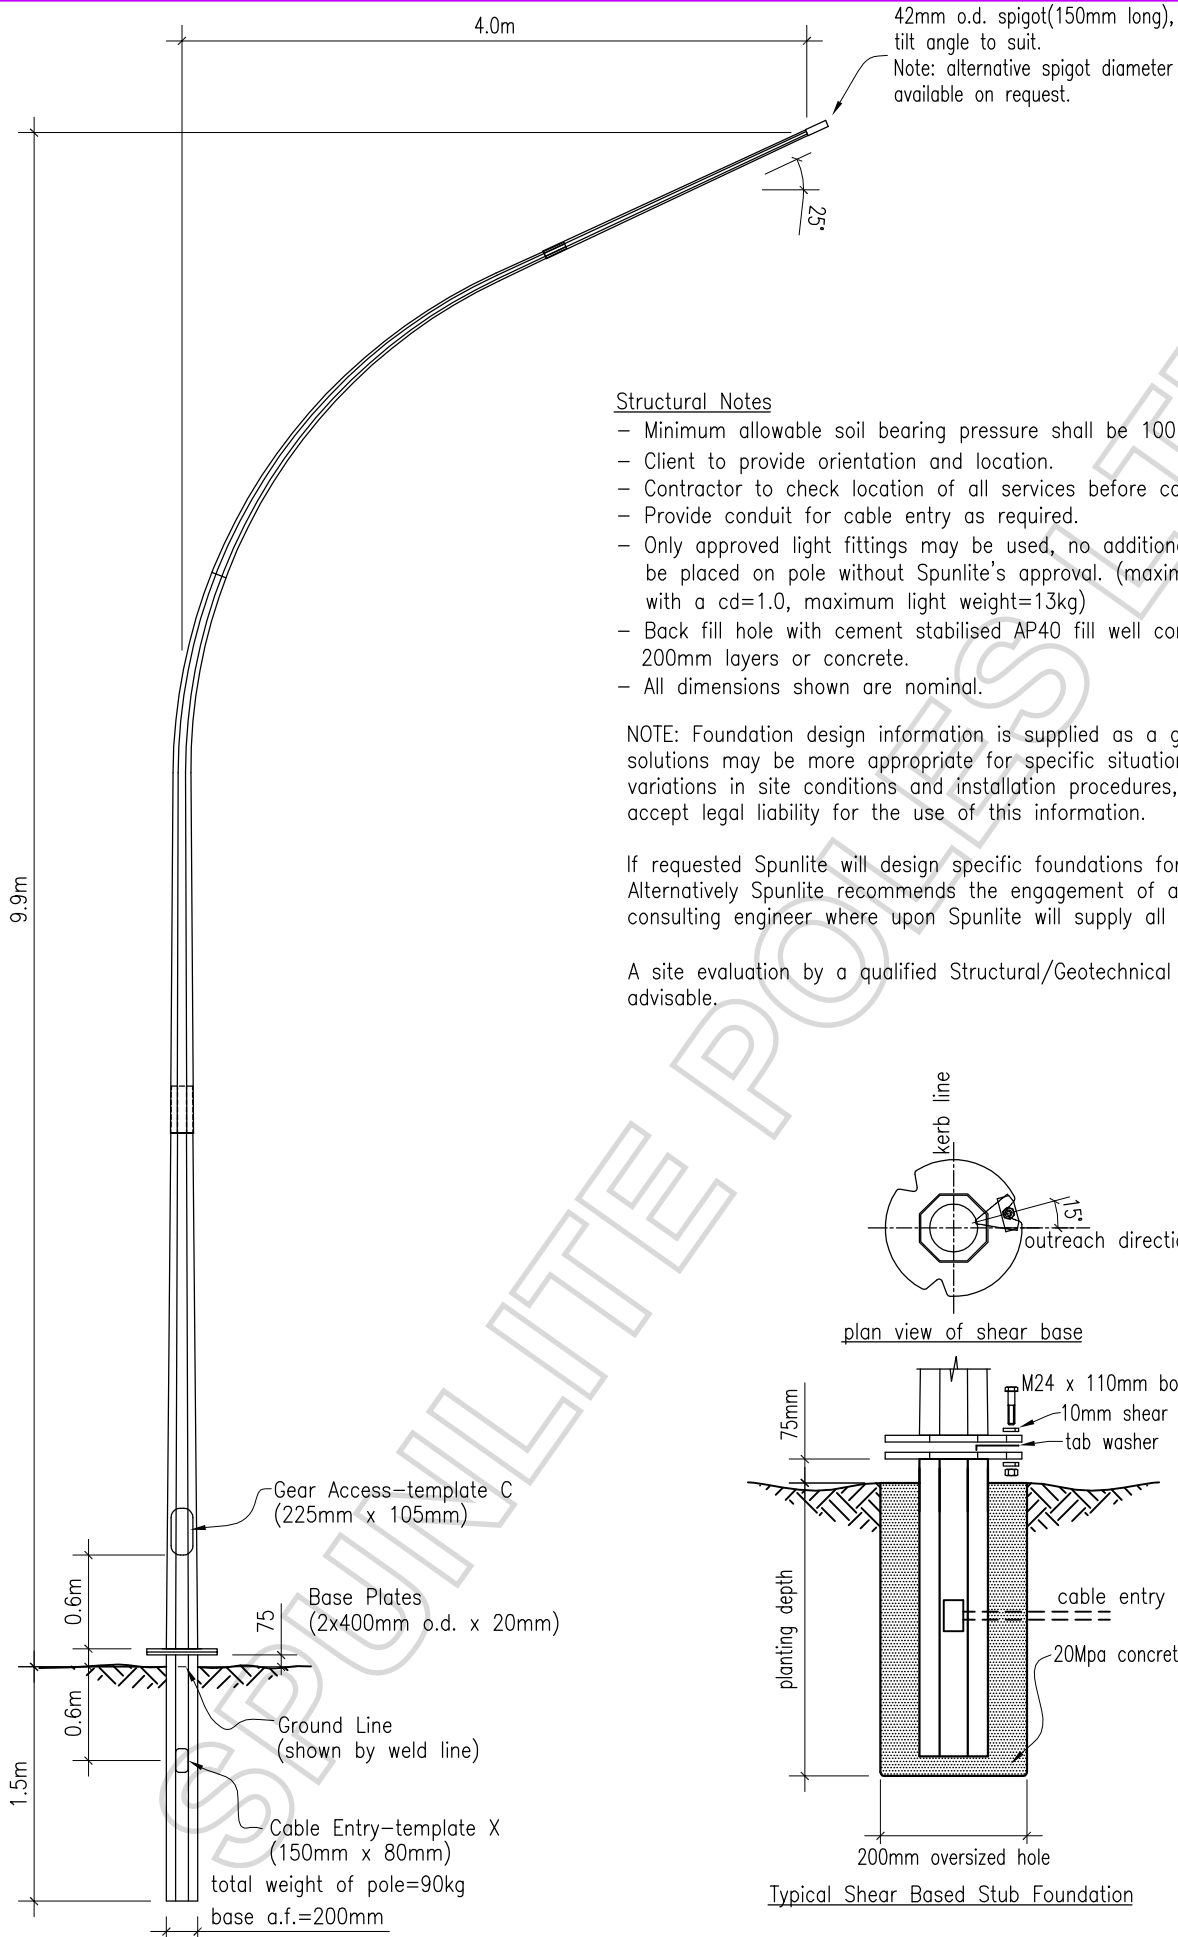 4.0m
42mm o.d. spigot(150mm long),
tilt angle to suit.
Note: alternative spigot diameter
available on request.
25°
Structural Notes
– Minimum allowable soil bearing pressure shall be 100
– Client to provide orientation and location.
– Contractor to check location of all services before
– Provide conduit for cable entry as required.
– Only approved light fittings may be used, no
be placed on pole without Spunlite's approval.
with a cd=1.0, maximum light weight=13kg)
– Back fill hole with cement stabilised AP40 fill well
200mm layers or concrete.
– All dimensions shown are nominal.
NOTE: Foundation design information is supplied as a
solutions may be more appropriate for specific
variations in site conditions and installation procedures,
accept legal liability for the use of this information.
If requested Spunlite will design specific foundations for
Alternatively Spunlite recommends the engagement of a
consulting engineer where upon Spunlite will supply all
A site evaluation by a qualified Structural/Geotechnical
advisable.
9.9m
kerb line
15°
outreach
plan view of shear base
M24 x 110mm
75mm
10mm shear
tab washer
Gear Access–template C
(225mm x 105mm)
0.6m
75
Base Plates
(2x400mm o.d. x 20mm)
planting depth
cable entry
20Mpa
0.6m
Ground Line
(shown by weld line)
1.5m
Cable Entry–template X
(150mm x 80mm)
total weight of pole=90kg
base a.f.=200mm
200mm oversized hole
Typical Shear Based Stub Foundation
SPUNLITE POLES